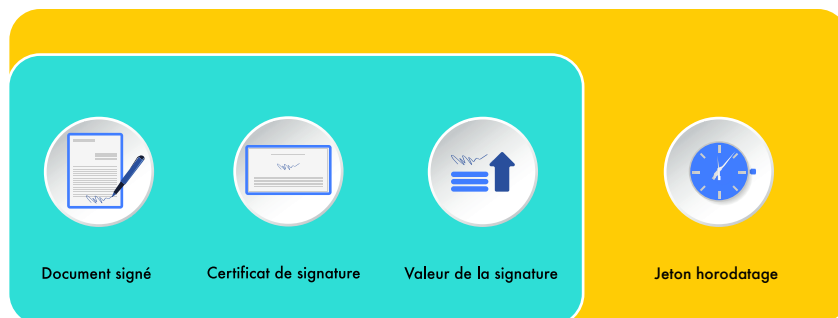 Document signé
Certificat de signature
Valeur de la signature
Jeton horodatage